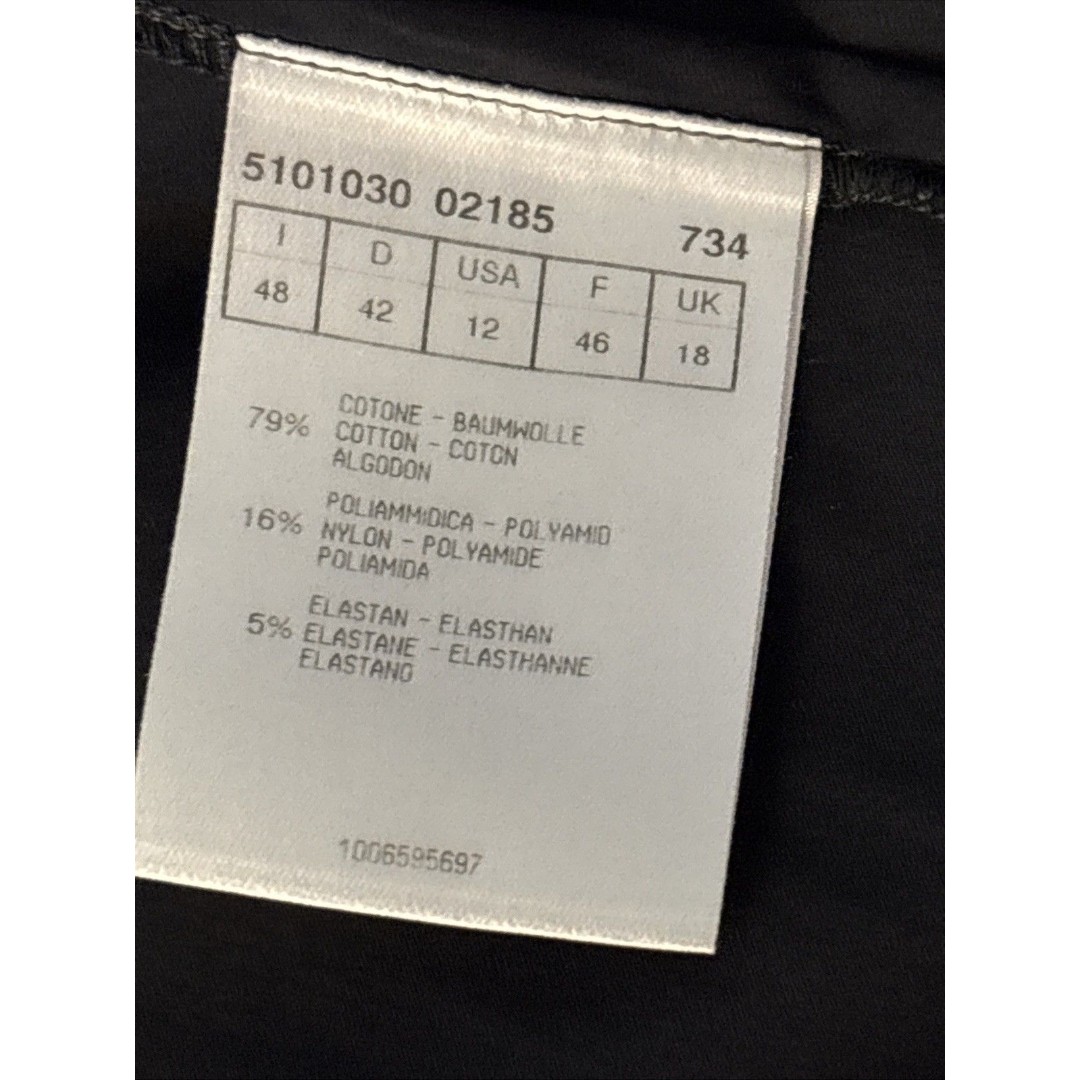 5101030 02185 734
I D USA F UK
48 42 12 46 18
COTONE - BAUMWOLLE
79% COTTON - COTON
ALGODON
POLIAMMIDICA - POLYAMID
16% NYLON - POLYAMIDE
POLIAMIDA
ELASTAN - ELASTHAN
5% ELASTANE - ELASTHANNE
ELASTANO
1006595697